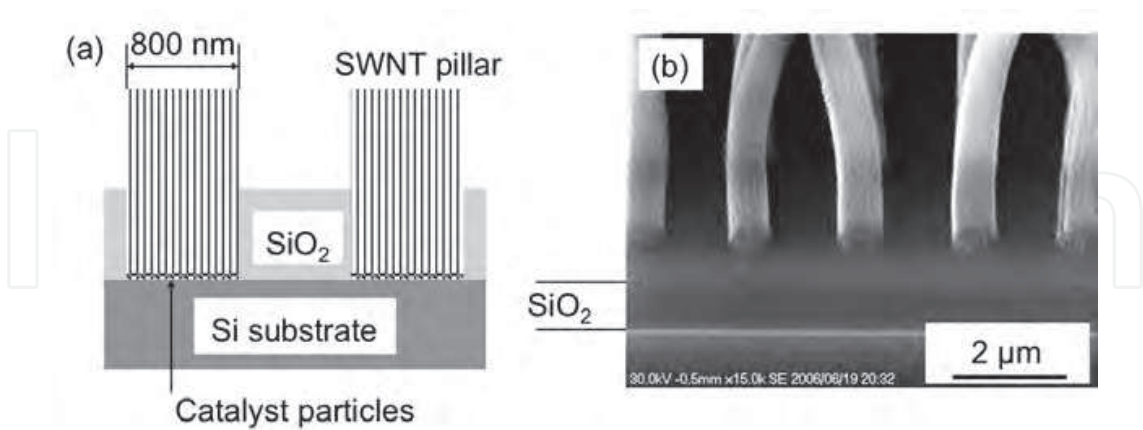 (a)
800 nm
SWNT pillar
SiO₂
Si substrate
Catalyst particles
(b)
SiO₂
2 μm
30.0kV -0.5mm x15.0k SE 2006/06/19 20:32